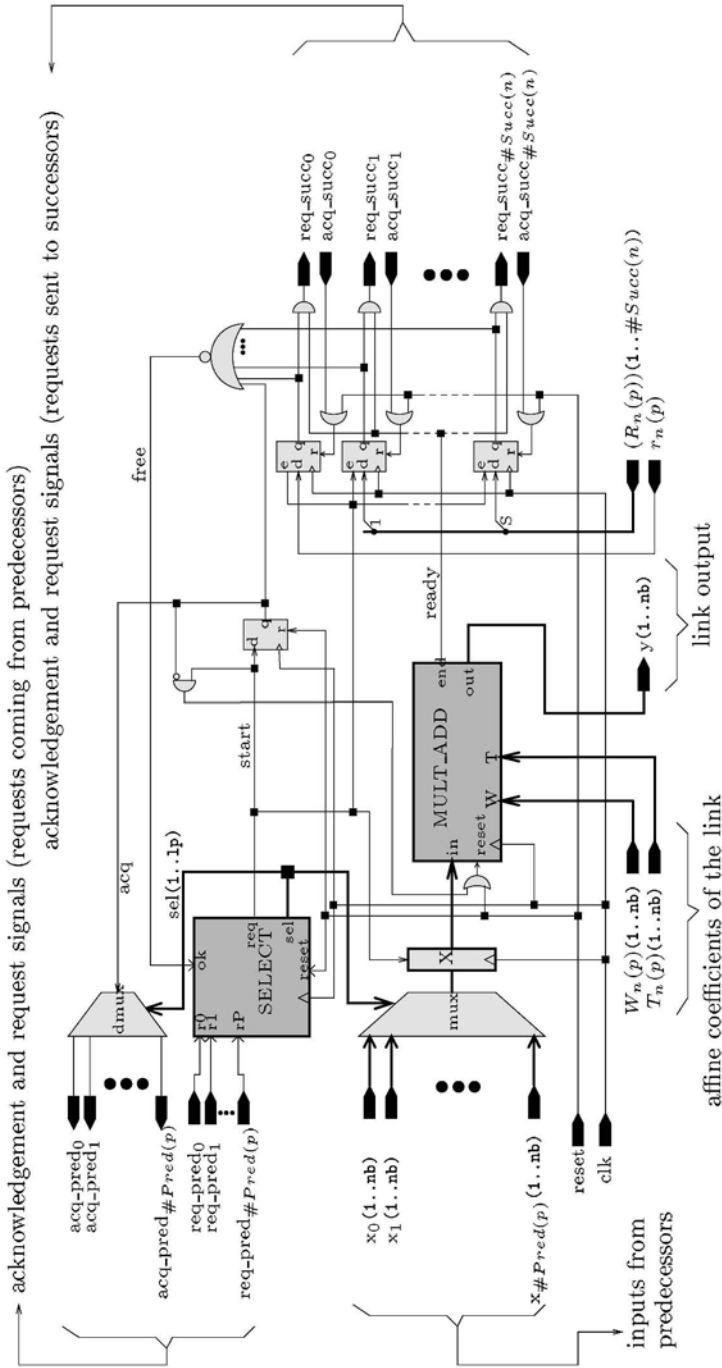 acknowledgement and request signals (requests coming from predecessors)
acknowledgement and request signals (requests sent to successors)
acq_pred0
acq_pred1
acq_pred#Pred(p)
req_pred0
req_pred1
req_pred#Pred(p)
dmux
acq
free
sel(1..lp)
ok
r0
r1
rP
SELECT
req
sel
reset
start
d
q
r
x0(1..nb)
x1(1..nb)
x#Pred(p)(1..nb)
mux
X
in
reset
MULT_ADD
W
T
end
out
ready
e
d
q
r
e
d
q
r
e
d
q
r
1
S
req_succ0
acq_succ0
req_succ1
acq_succ1
req_succ#Succ(n)
acq_succ#Succ(n)
(Rn(p))(1..#Succ(n))
rn(p)
y(1..nb)
link output
Wn(p)(1..nb)
Tn(p)(1..nb)
affine coefficients of the link
reset
clk
inputs from
predecessors